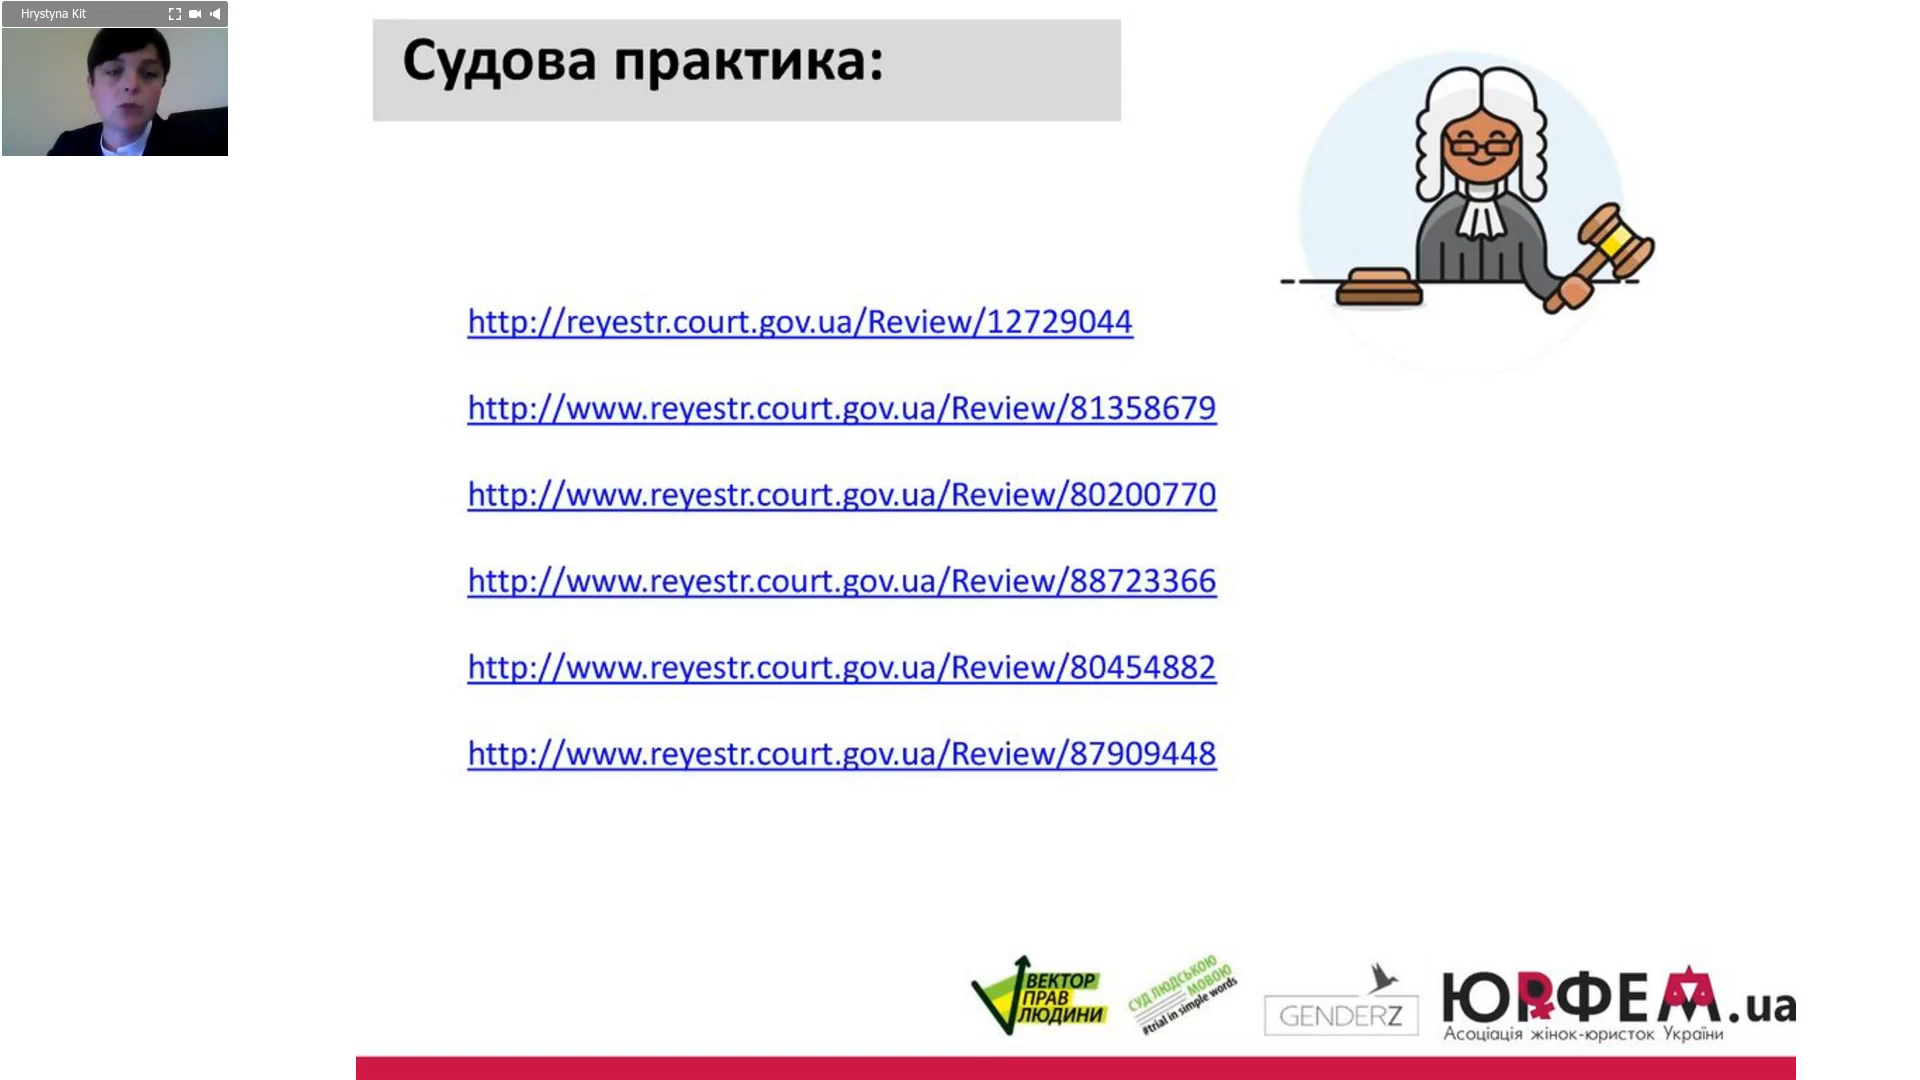 Hrystyna Kit
Судова практика:
http://reyestr.court.gov.ua/Review/12729044
http://www.reyestr.court.gov.ua/Review/81358679
http://www.reyestr.court.gov.ua/Review/80200770
http://www.reyestr.court.gov.ua/Review/88723366
http://www.reyestr.court.gov.ua/Review/80454882
http://www.reyestr.court.gov.ua/Review/87909448
ВЕКТОР
ПРАВ
ЛЮДИНИ
СУД ЛЮДСЬКОЮ
МОВОЮ
#trial in simple words
GENDERZ
ЮРФЕМ.ua
Асоціація жінок-юристок України